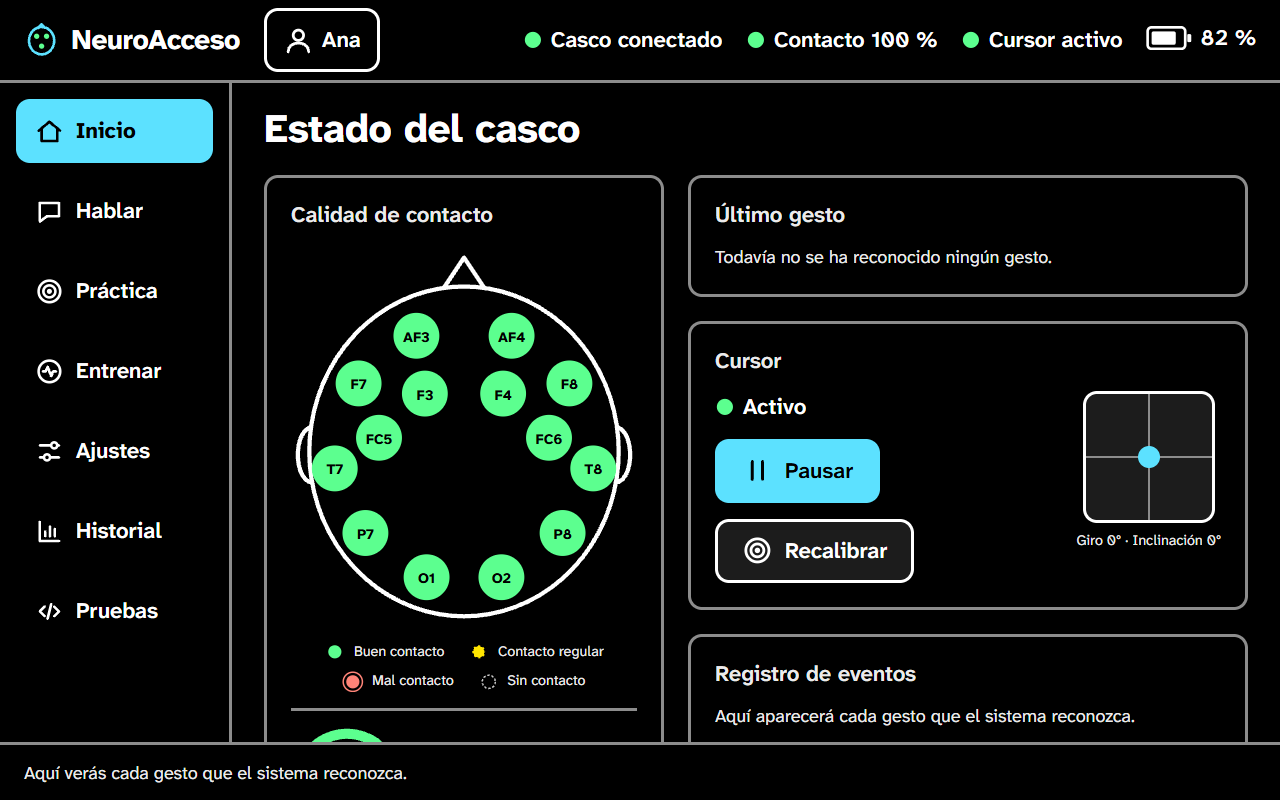 NeuroAcceso
Ana
Casco conectado
Contacto 100 %
Cursor activo
82 %
Inicio
Hablar
Práctica
Entrenar
Ajustes
Historial
Pruebas
Estado del casco
Calidad de contacto
AF3
AF4
F7
F3
F4
F8
FC5
FC6
T7
T8
P7
P8
O1
O2
Buen contacto
Contacto regular
Mal contacto
Sin contacto
Último gesto
Todavía no se ha reconocido ningún gesto.
Cursor
Activo
Pausar
Recalibrar
Giro 0° · Inclinación 0°
Registro de eventos
Aquí aparecerá cada gesto que el sistema reconozca.
Aquí verás cada gesto que el sistema reconozca.